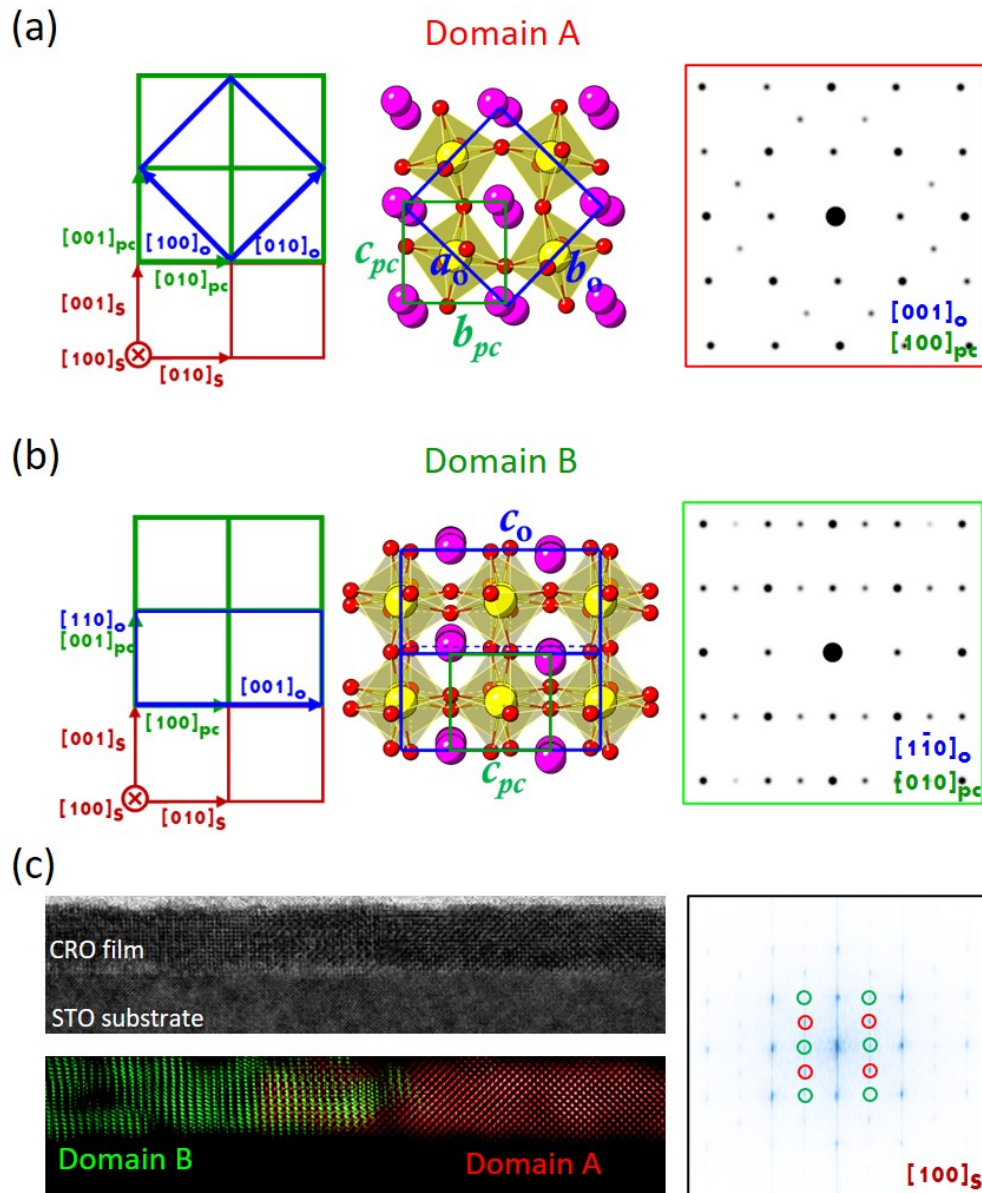 (a)
Domain A
[001]pc
[100]o
[010]o
[010]pc
[001]s
[100]s
[010]s
cpc
ao
bo
bpc
[001]o
[100]pc
(b)
Domain B
[110]o
[001]pc
[001]o
[100]pc
[001]s
[100]s
[010]s
co
cpc
[11̄0]o
[010]pc
(c)
CRO film
STO substrate
Domain B
Domain A
[100]s